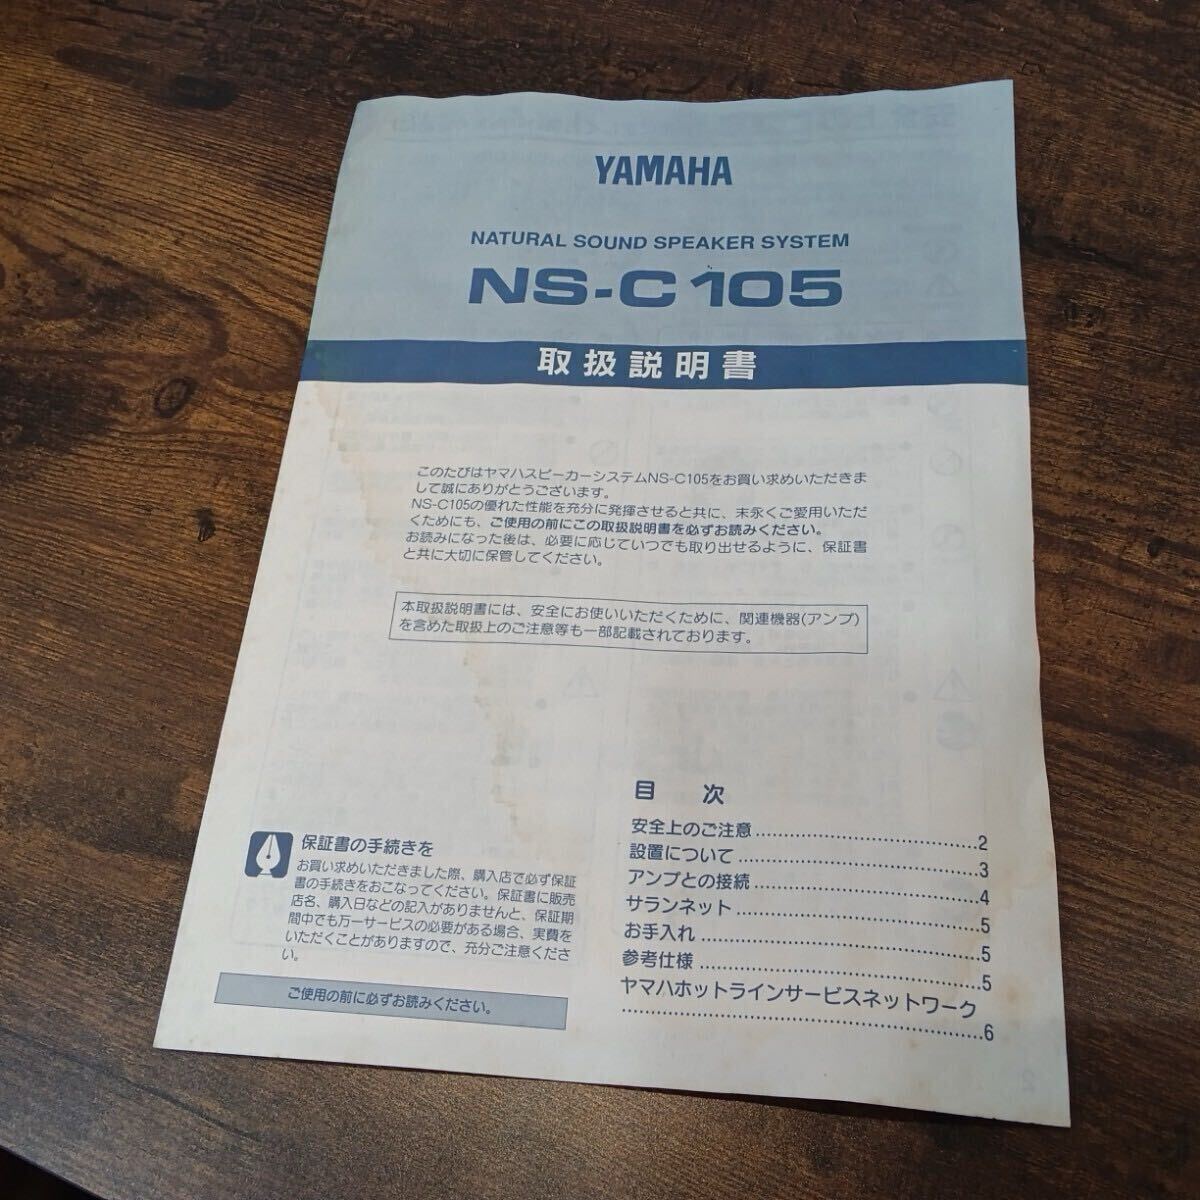 YAMAHA
NATURAL SOUND SPEAKER SYSTEM
NS-C105
取扱説明書
このたびはヤマハスピーカーシステムNS-C105をお買い求めいただきま
して誠にありがとうございます。
NS-C105の優れた性能を充分に発揮させると共に、末永くご愛用いただ
くためにも、ご使用の前にこの取扱説明書を必ずお読みください。
お読みになった後は、必要に応じていつでも取り出せるように、保証書
と共に大切に保管してください。
本取扱説明書には、安全にお使いいただくために、関連機器(アンプ)
を含めた取扱上のご注意等も一部記載されております。
保証書の手続きを
お買い求めいただきました際、購入店で必ず保証
書の手続きをおこなってください。保証書に販売
店名、購入日などの記入がありませんと、保証期
間中でも万一サービスの必要がある場合、実費を
いただくことがありますので、充分ご注意くださ
い。
ご使用の前に必ずお読みください。
目 次
安全上のご注意..............................2
設置について..............................3
アンプとの接続..............................4
サランネット..............................5
お手入れ..............................5
参考仕様..............................5
ヤマハホットラインサービスネットワーク
..............................6